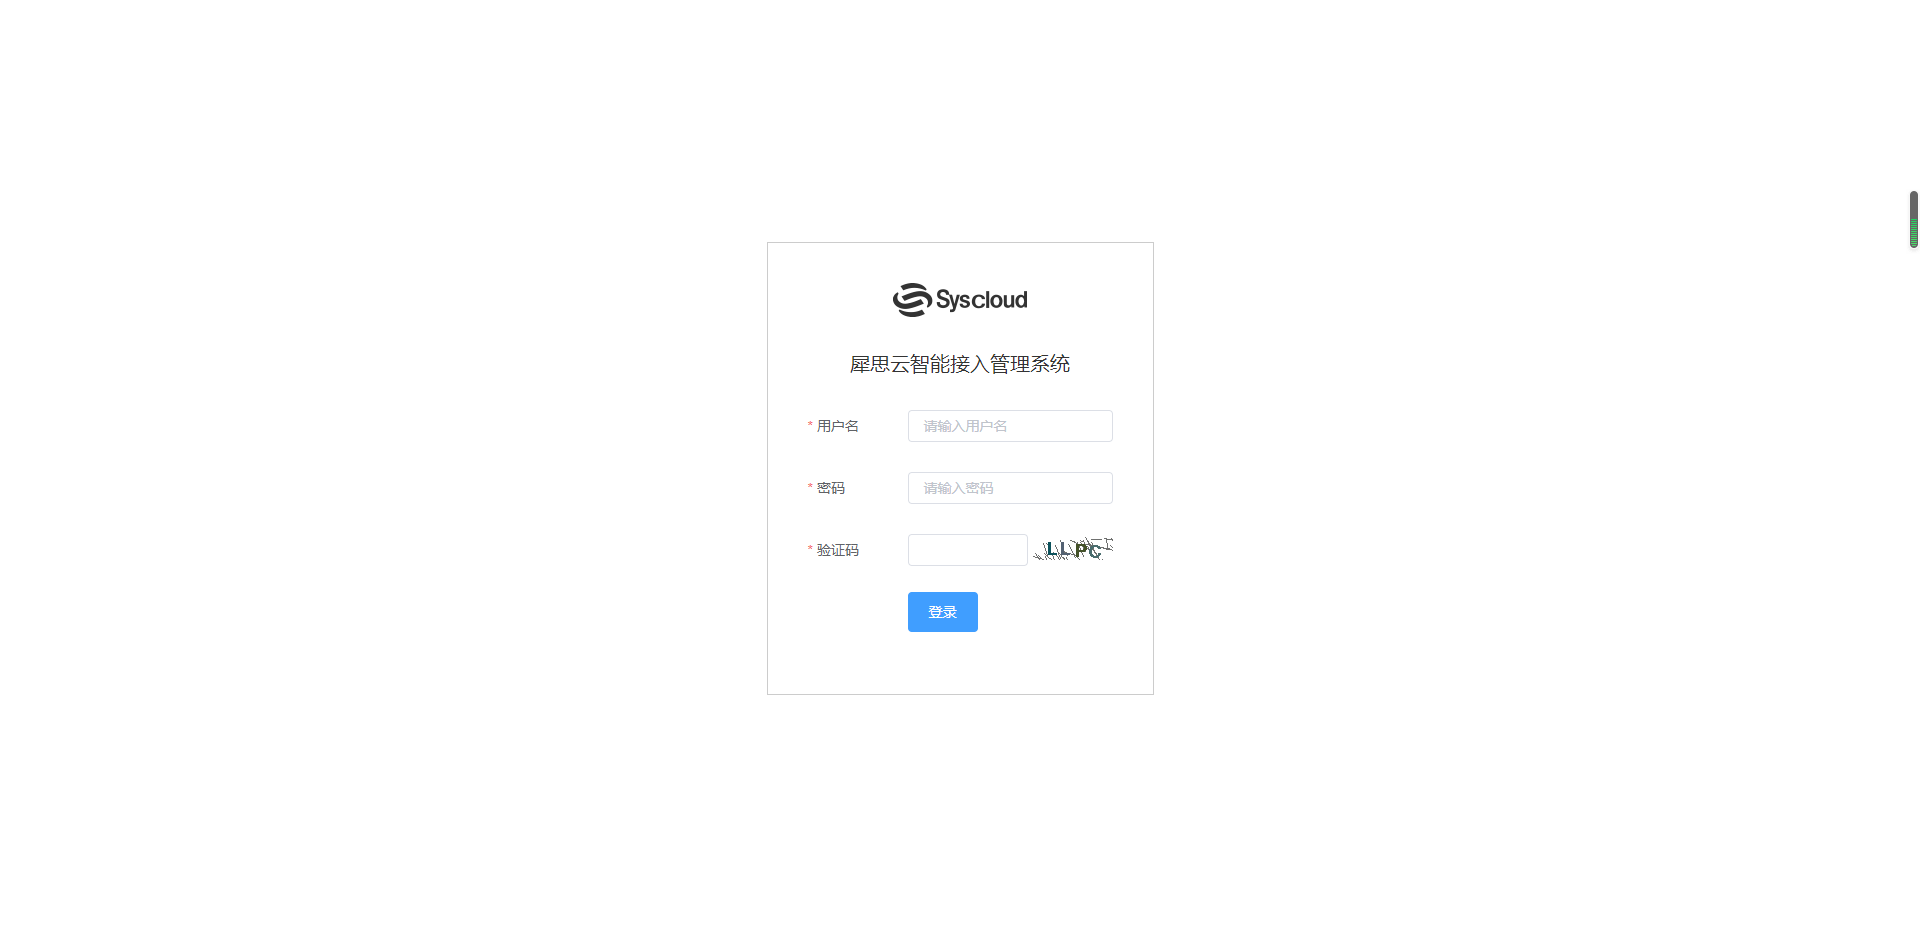 Syscloud
犀思云智能接入管理系统
* 用户名 请输入用户名
* 密码 请输入密码
* 验证码 LLPC
登录